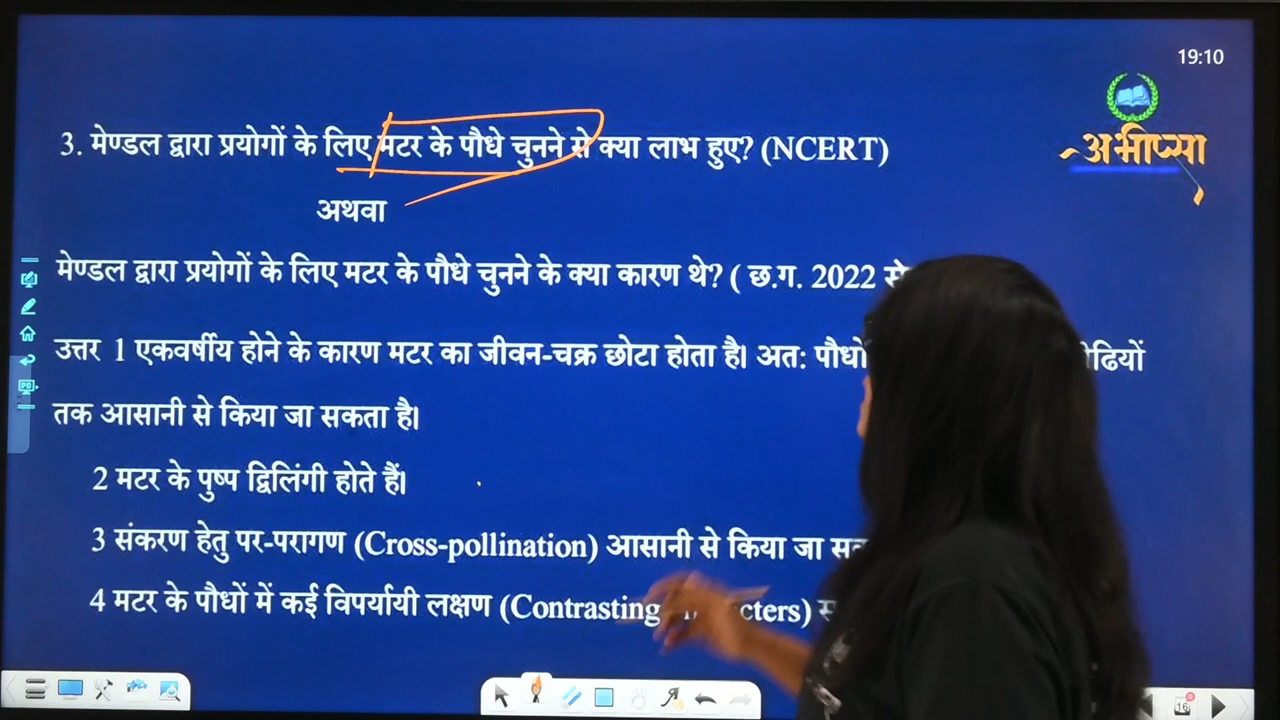 19:10
अभीप्सा
3. मेण्डल द्वारा प्रयोगों के लिए मटर के पौधे चुनने से क्या लाभ हुए? (NCERT)
अथवा
मेण्डल द्वारा प्रयोगों के लिए मटर के पौधे चुनने के क्या कारण थे? ( छ.ग. 2022
उत्तर 1 एकवर्षीय होने के कारण मटर का जीवन-चक्र छोटा होता है। अत:
तक आसानी से किया जा सकता है।
2 मटर के पुष्प द्विलिंगी होते हैं।
3 संकरण हेतु पर-परागण (Cross-pollination) आसानी से किया जा
4 मटर के पौधों में कई विपर्यायी लक्षण (Contrasting
16